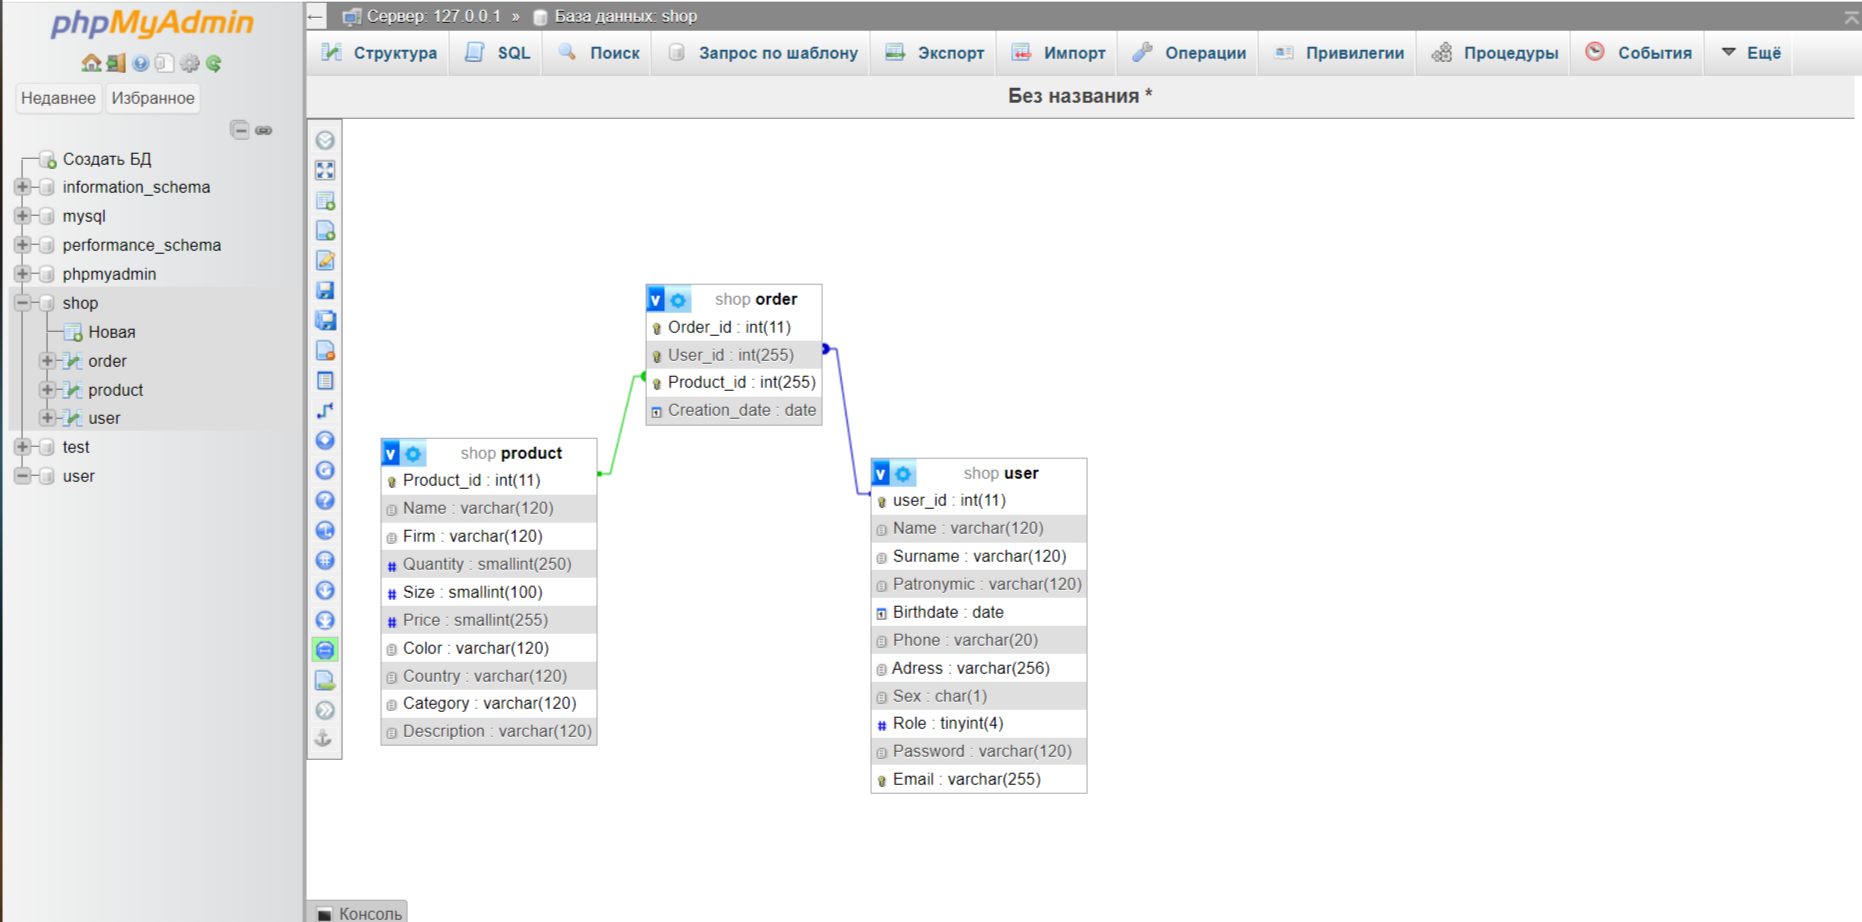 phpMyAdmin
Недавнее Избранное
Создать БД
information_schema
mysql
performance_schema
phpmyadmin
shop
Новая
order
product
user
test
user
Сервер: 127.0.0.1 » База данных: shop
Структура SQL Поиск Запрос по шаблону Экспорт Импорт Операции Привилегии Процедуры События Ещё
Без названия *
v shop order
Order_id : int(11)
User_id : int(255)
Product_id : int(255)
Creation_date : date
v shop product
Product_id : int(11)
Name : varchar(120)
Firm : varchar(120)
# Quantity : smallint(250)
# Size : smallint(100)
# Price : smallint(255)
Color : varchar(120)
Country : varchar(120)
Category : varchar(120)
Description : varchar(120)
v shop user
user_id : int(11)
Name : varchar(120)
Surname : varchar(120)
Patronymic : varchar(120)
Birthdate : date
Phone : varchar(20)
Adress : varchar(256)
Sex : char(1)
# Role : tinyint(4)
Password : varchar(120)
Email : varchar(255)
Консоль